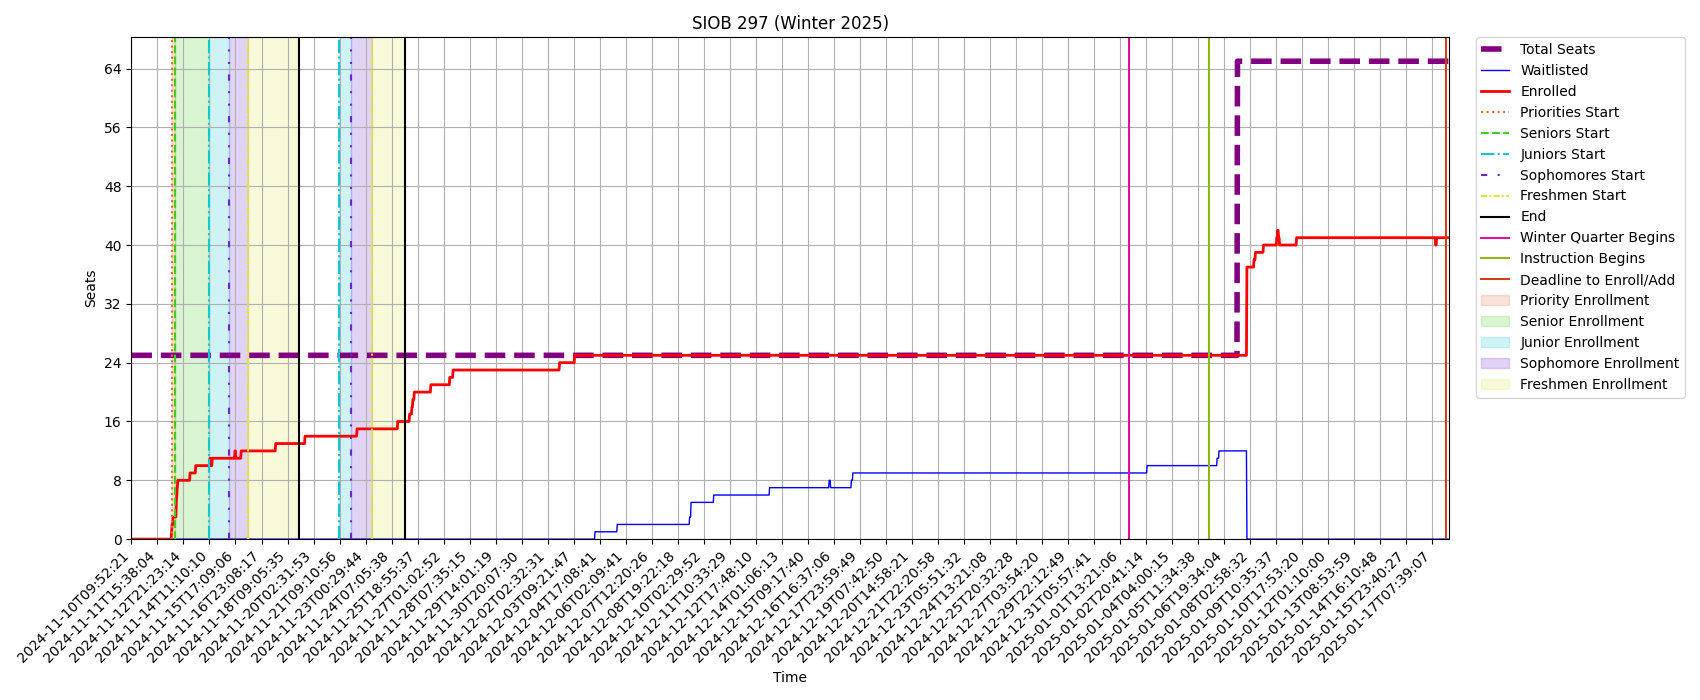 SIOB 297 (Winter 2025)
Seats
64
56
48
40
32
24
16
8
0
2024-11-10T09:52:21
2024-11-11T15:38:04
2024-11-12T21:23:14
2024-11-14T11:10:10
2024-11-15T17:09:06
2024-11-16T23:08:17
2024-11-18T09:05:35
2024-11-20T02:31:53
2024-11-21T09:10:56
2024-11-23T00:29:44
2024-11-24T07:05:38
2024-11-25T18:55:37
2024-11-27T01:02:52
2024-11-28T07:35:15
2024-11-29T14:01:19
2024-11-30T20:07:30
2024-12-02T02:32:31
2024-12-03T09:21:47
2024-12-04T17:08:41
2024-12-06T02:09:41
2024-12-07T12:20:26
2024-12-08T19:22:18
2024-12-10T02:29:52
2024-12-11T10:33:29
2024-12-12T17:48:10
2024-12-14T01:06:13
2024-12-15T09:17:40
2024-12-16T16:37:06
2024-12-17T23:59:49
2024-12-19T07:42:50
2024-12-20T14:58:21
2024-12-21T22:20:58
2024-12-23T05:51:32
2024-12-24T13:21:08
2024-12-25T20:32:28
2024-12-27T03:54:20
2024-12-29T22:12:49
2024-12-31T05:57:41
2025-01-01T13:21:06
2025-01-02T20:41:14
2025-01-04T04:00:15
2025-01-05T11:34:38
2025-01-06T19:34:04
2025-01-08T02:58:32
2025-01-09T10:35:37
2025-01-10T17:53:20
2025-01-12T01:10:00
2025-01-13T08:53:59
2025-01-14T16:10:48
2025-01-15T23:40:27
2025-01-17T07:39:07
Time
Total Seats
Waitlisted
Enrolled
Priorities Start
Seniors Start
Juniors Start
Sophomores Start
Freshmen Start
End
Winter Quarter Begins
Instruction Begins
Deadline to Enroll/Add
Priority Enrollment
Senior Enrollment
Junior Enrollment
Sophomore Enrollment
Freshmen Enrollment